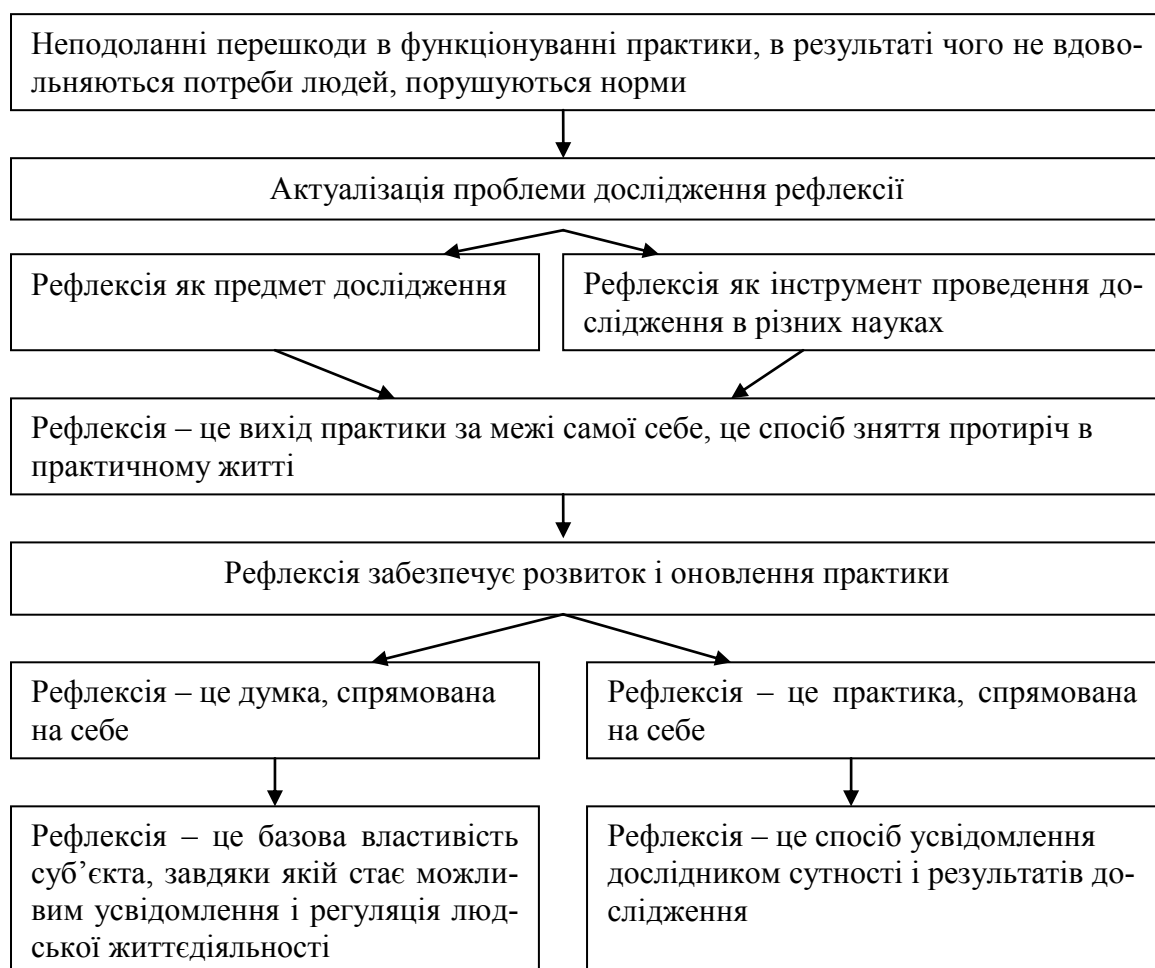 Неподоланні перешкоди в функціонуванні практики, в результаті чого не вдово-
льняються потреби людей, порушуються норми
Актуалізація проблеми дослідження рефлексії
Рефлексія як предмет дослідження
Рефлексія як інструмент проведення до-
слідження в різних науках
Рефлексія – це вихід практики за межі самої себе, це спосіб зняття протиріч в
практичному житті
Рефлексія забезпечує розвиток і оновлення практики
Рефлексія – це думка, спрямована
на себе
Рефлексія – це практика, спрямована
на себе
Рефлексія – це базова властивість
суб’єкта, завдяки якій стає можли-
вим усвідомлення і регуляція люд-
ської життєдіяльності
Рефлексія – це спосіб усвідомлення
дослідником сутності і результатів до-
слідження